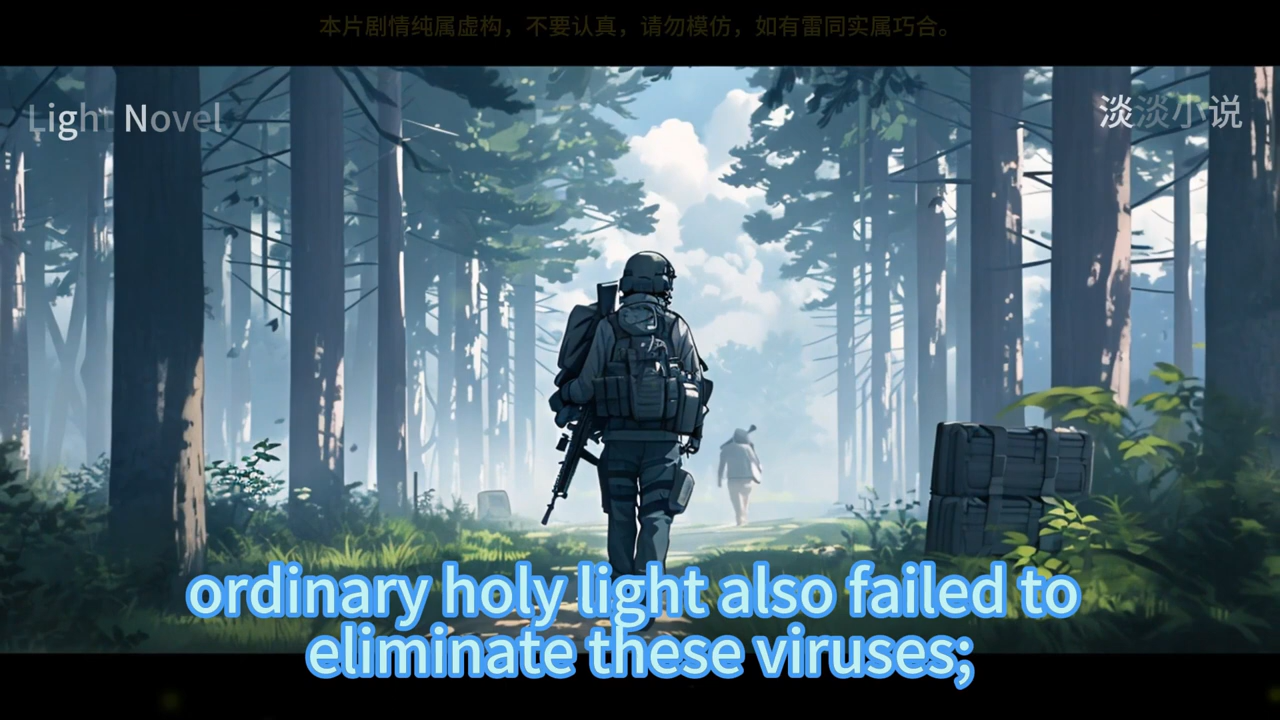 本片剧情纯属虚构，不要认真，请勿模仿，如有雷同实属巧合。
Light Novel
淡淡小说
ordinary holy light also failed to
eliminate these viruses;